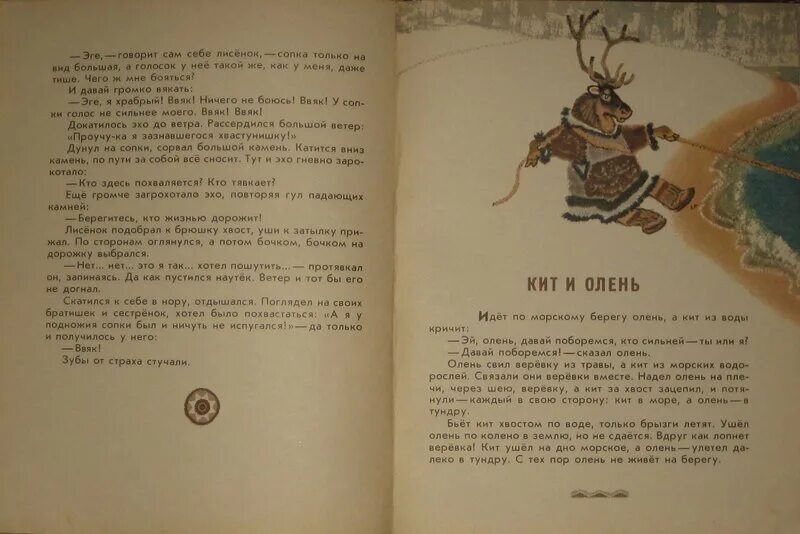 — Эге,—говорит сам себе лисёнок,—сопка только на
вид большая, а голосок у неё такой же, как у меня, даже
тише. Чего ж мне бояться?
И давай громко вякать:
— Эге, я храбрый! Ввяк! Ничего не боюсь! Ввяк! У соп-
ки голос не сильнее моего. Ввяк! Ввяк!
Докатилось эхо до ветра. Рассердился большой ветер:
«Проучу-ка я зазнавшегося хвастунишку!»
Дунул на сопки, сорвал большой камень. Катится вниз
камень, по пути за собой всё сносит. Тут и эхо гневно заро-
котало:
— Кто здесь похваляется? Кто тявкает?
Ещё громче загрохотало эхо, повторяя гул падающих
камней:
— Берегитесь, кто жизнью дорожит!
Лисёнок подобрал к брюшку хвост, уши к затылку при-
жал. По сторонам оглянулся, а потом бочком, бочком на
дорожку выбрался.
— Нет... нет... это я так... хотел пошутить... — протявкал
он, запинаясь. Да как пустился наутёк. Ветер и тот бы его
не догнал.
Скатился к себе в нору, отдышался. Поглядел на своих
братишек и сестрёнок, хотел было похвастаться: «А я у
подножия сопки был и ничуть не испугался!»—да только
и получилось у него:
— Ввяк!
Зубы от страха стучали.
КИТ И ОЛЕНЬ
Идёт по морскому берегу олень, а кит из воды
кричит:
— Эй, олень, давай поборемся, кто сильней—ты или я?
— Давай поборемся!—сказал олень.
Олень свил верёвку из травы, а кит из морских водо-
рослей. Связали они верёвки вместе. Надел олень на пле-
чи, через шею, верёвку, а кит за хвост зацепил, и потя-
нули—каждый в свою сторону: кит в море, а олень—в
тундру.
Бьёт кит хвостом по воде, только брызги летят. Ушёл
олень по колено в землю, но не сдаётся. Вдруг как лопнет
верёвка! Кит ушёл на дно морское, а олень—улетел да-
леко в тундру. С тех пор олень не живёт на берегу.